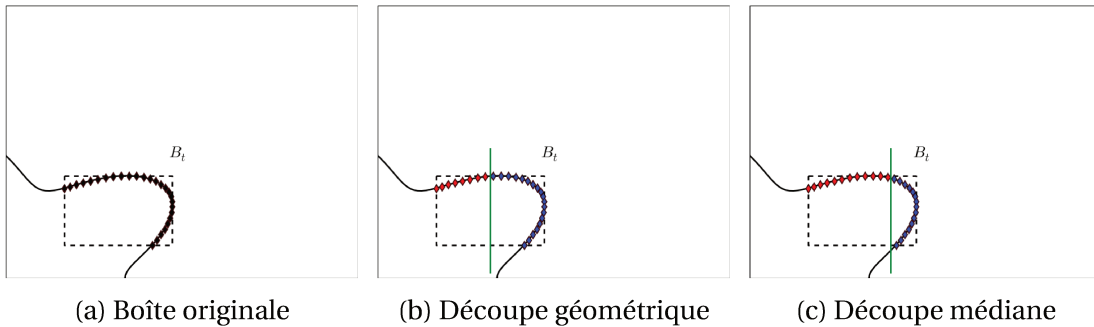 B_t
B_t
B_t
(a) Boîte originale
(b) Découpe géométrique
(c) Découpe médiane